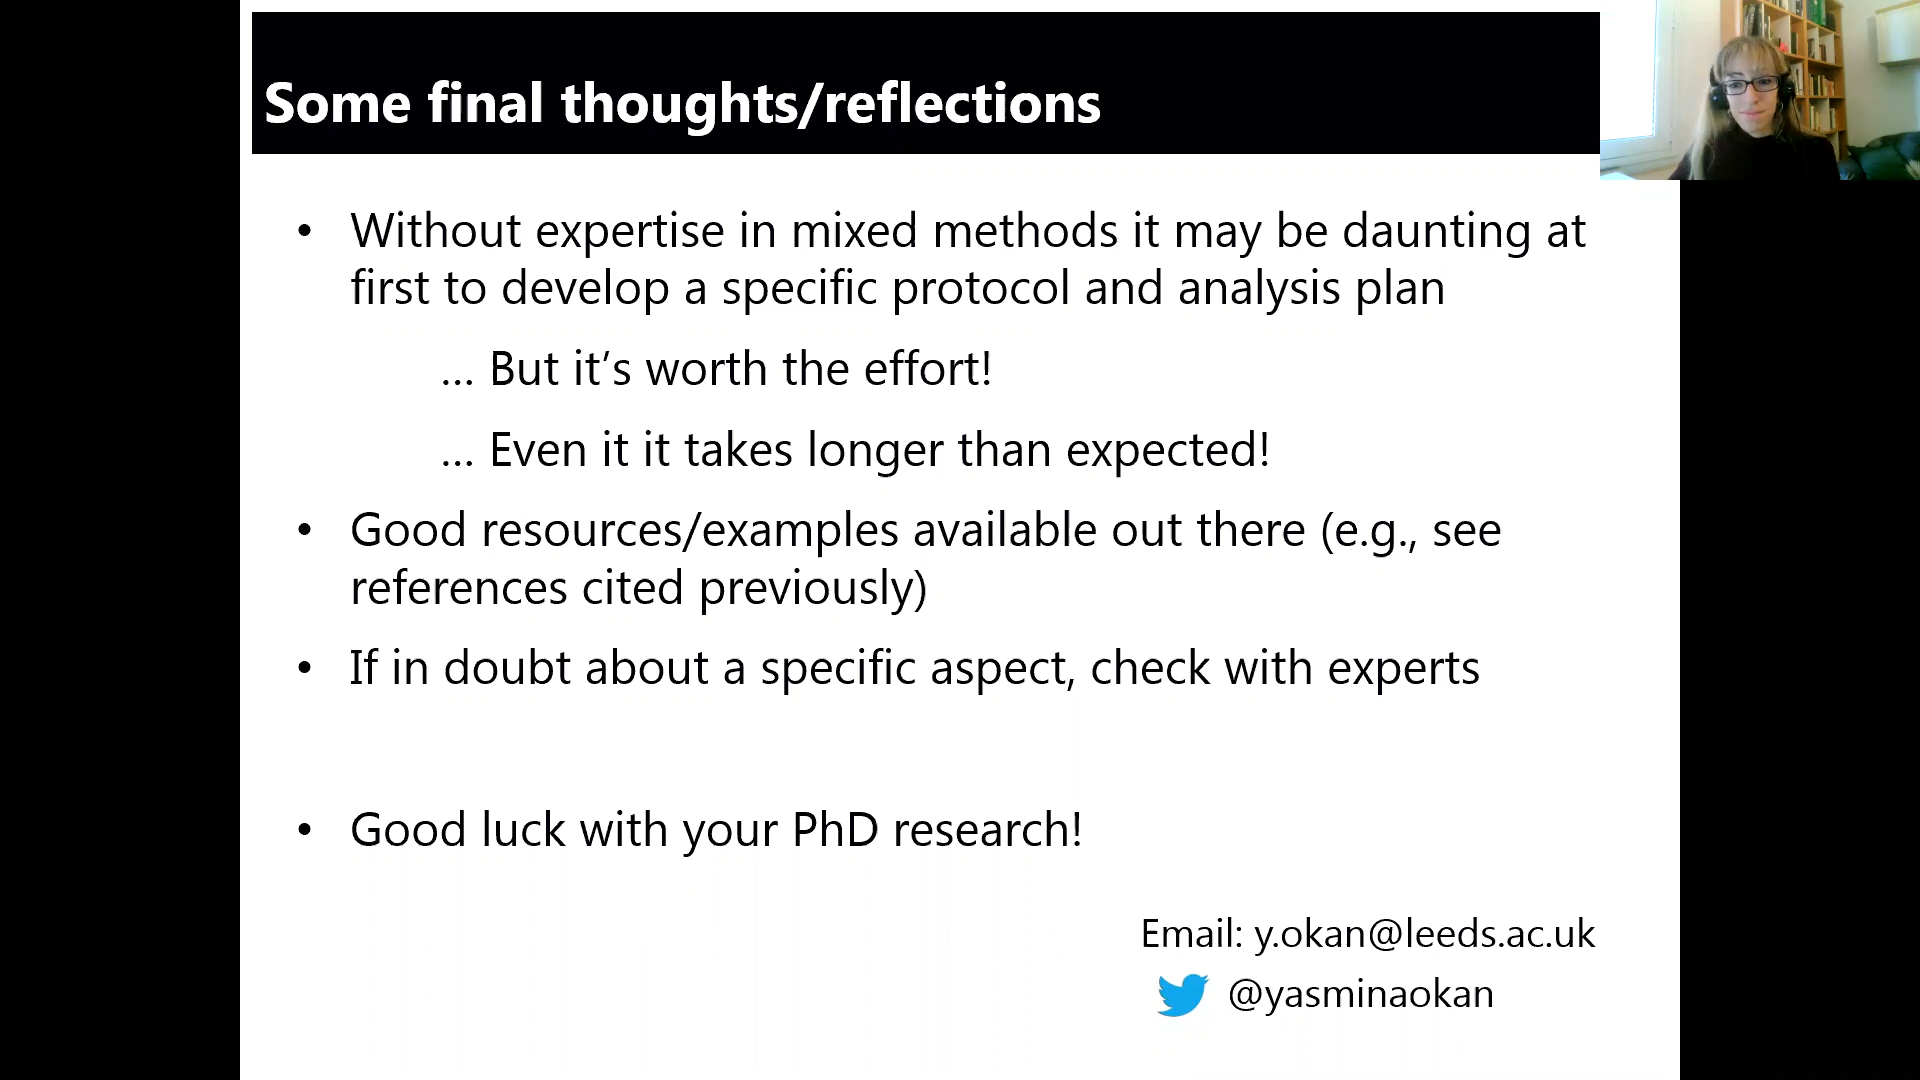 Some final thoughts/reflections
• Without expertise in mixed methods it may be daunting at
first to develop a specific protocol and analysis plan
… But it’s worth the effort!
… Even it it takes longer than expected!
• Good resources/examples available out there (e.g., see
references cited previously)
• If in doubt about a specific aspect, check with experts
• Good luck with your PhD research!
Email: y.okan@leeds.ac.uk
@yasminaokan